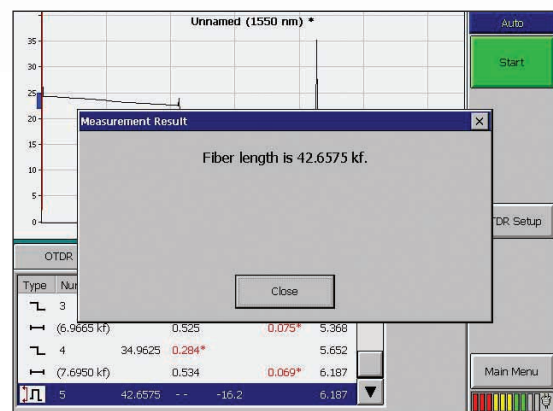 Unnamed (1550 nm) *
Auto
35
30
25
20
15
10
5
0
Start
Measurement Result
Fiber length is 42.6575 kf.
Close
TDR Setup
OTDR
Type Nu
3
(6.9665 kf) 0.525 0.075* 5.368
4 34.9625 0.284* 5.652
(7.6950 kf) 0.534 0.069* 6.187
5 42.6575 -- -16.2 6.187
Main Menu